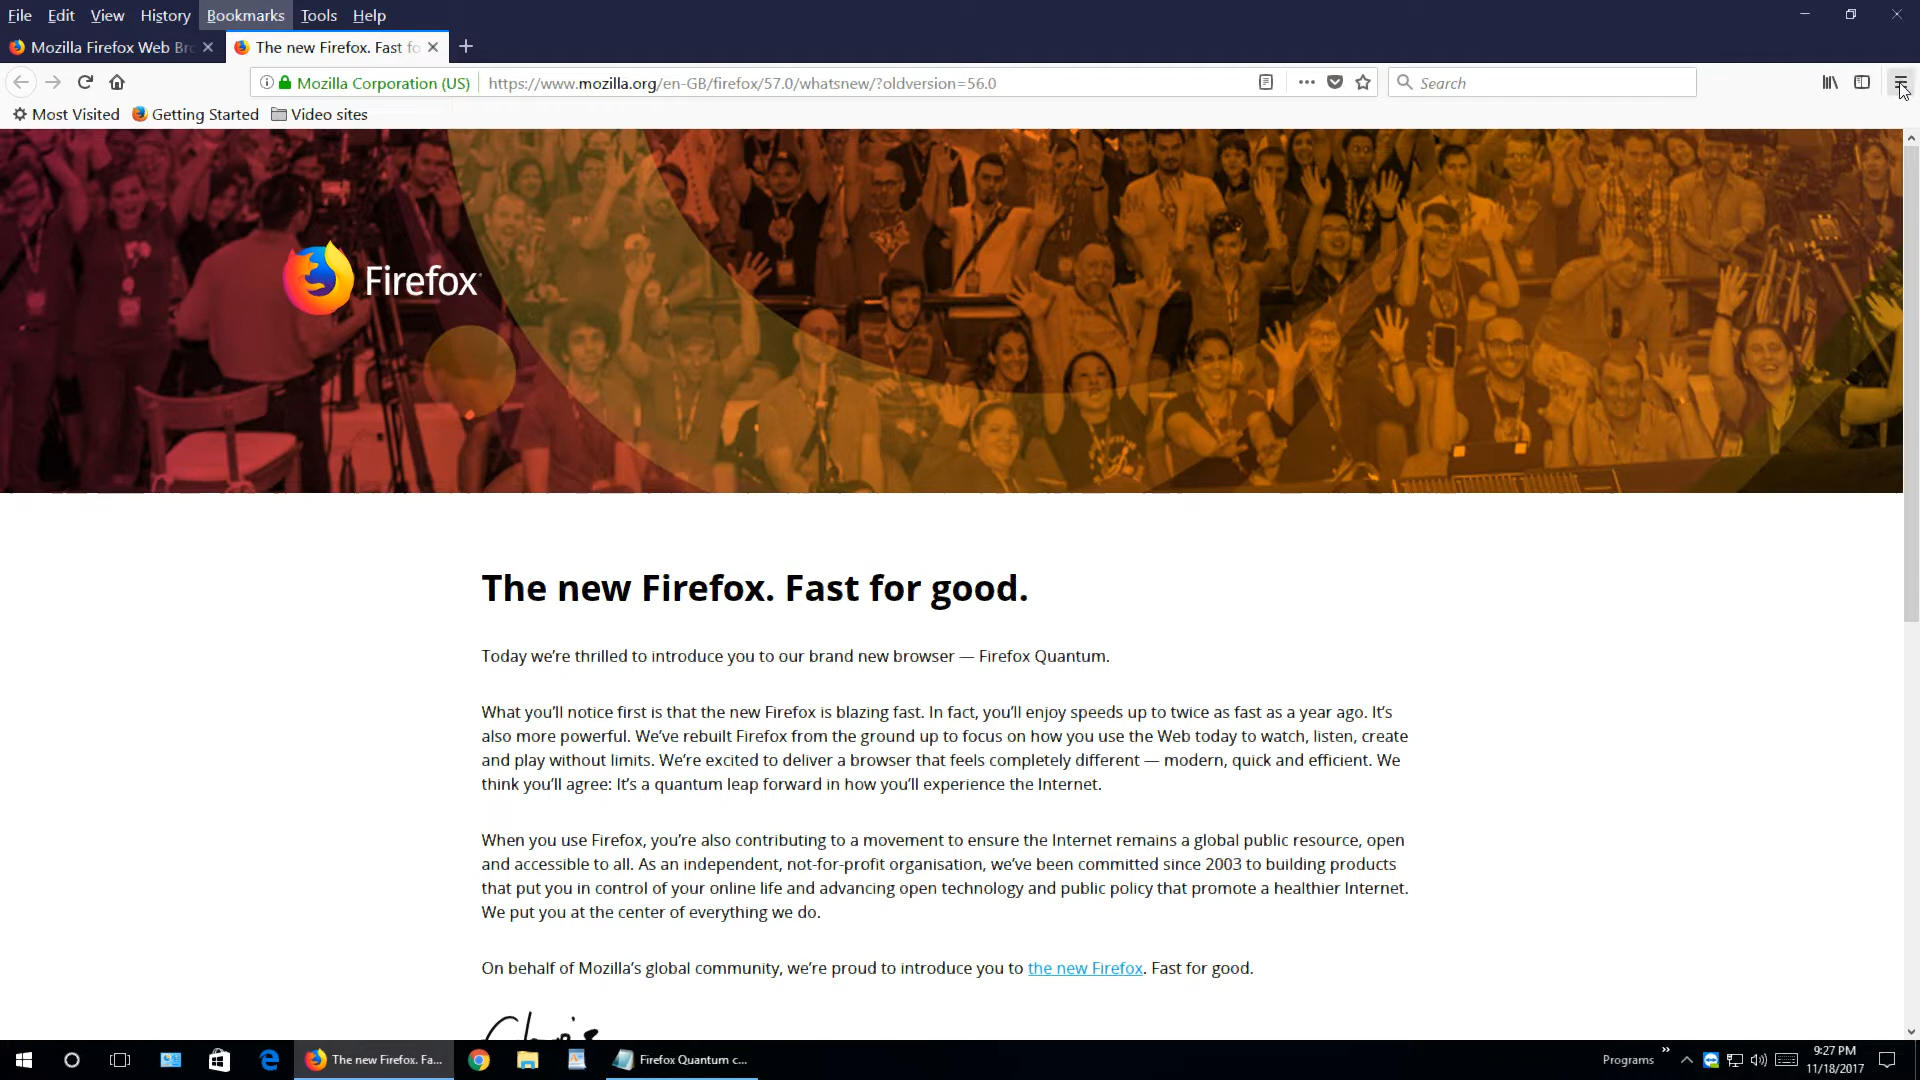 File Edit View History Bookmarks Tools Help
Mozilla Firefox Web Br The new Firefox. Fast fo
Mozilla Corporation (US) https://www.mozilla.org/en-GB/firefox/57.0/whatsnew/?oldversion=56.0 Search
Most Visited Getting Started Video sites
Firefox
The new Firefox. Fast for good.
Today we’re thrilled to introduce you to our brand new browser — Firefox Quantum.
What you’ll notice first is that the new Firefox is blazing fast. In fact, you’ll enjoy speeds up to twice as fast as a year ago. It’s
also more powerful. We’ve rebuilt Firefox from the ground up to focus on how you use the Web today to watch, listen, create
and play without limits. We’re excited to deliver a browser that feels completely different — modern, quick and efficient. We
think you’ll agree: It’s a quantum leap forward in how you’ll experience the Internet.
When you use Firefox, you’re also contributing to a movement to ensure the Internet remains a global public resource, open
and accessible to all. As an independent, not-for-profit organisation, we’ve been committed since 2003 to building products
that put you in control of your online life and advancing open technology and public policy that promote a healthier Internet.
We put you at the center of everything we do.
On behalf of Mozilla’s global community, we’re proud to introduce you to the new Firefox. Fast for good.
The new Firefox. Fa... Firefox Quantum c... Programs 9:27 PM
11/18/2017